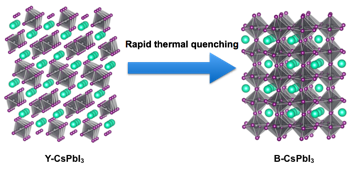 Rapid thermal quenching
Y-CsPbI₃
B-CsPbI₃